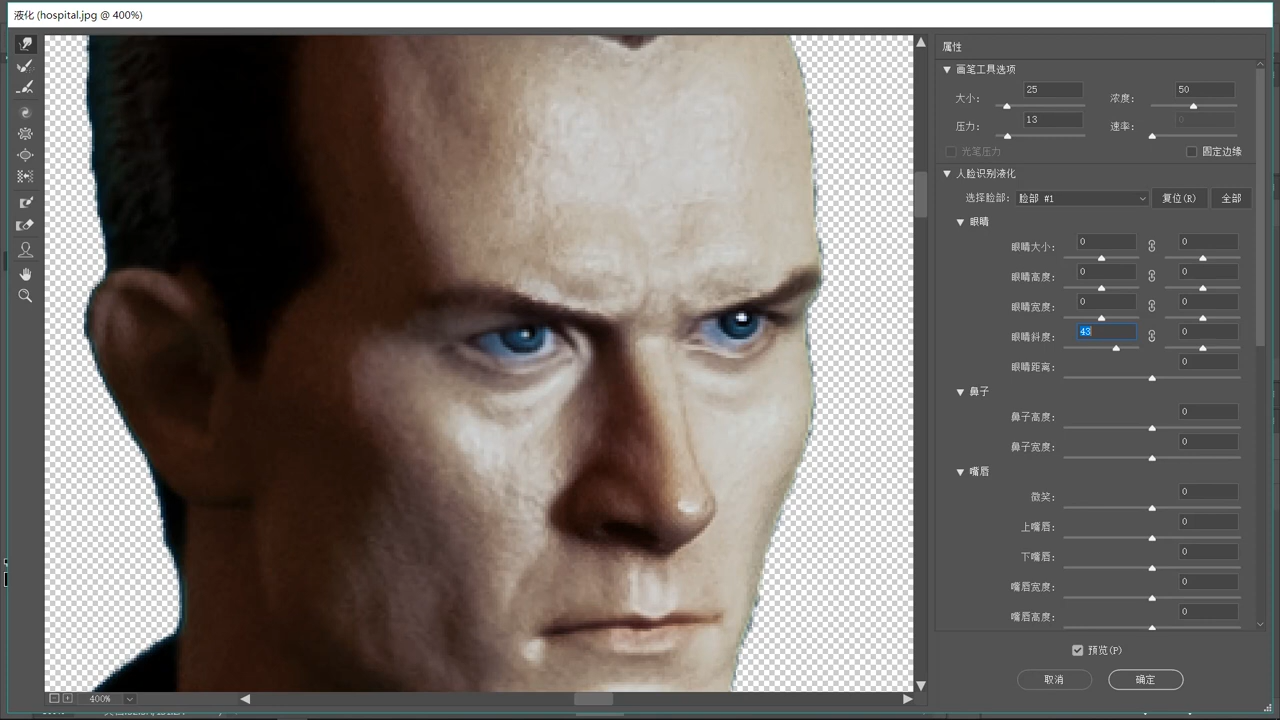 液化 (hospital.jpg @ 400%)
属性
画笔工具选项
大小: 25 浓度: 50
压力: 13 速率: 0
光笔压力 固定边缘
人脸识别液化
选择脸部: 脸部 #1 复位(R) 全部
眼睛
眼睛大小: 0 0
眼睛高度: 0 0
眼睛宽度: 0 0
眼睛斜度: 43 0
眼睛距离: 0
鼻子
鼻子高度: 0
鼻子宽度: 0
嘴唇
微笑: 0
上嘴唇: 0
下嘴唇: 0
嘴唇宽度: 0
嘴唇高度: 0
预览(P)
取消 确定
400%